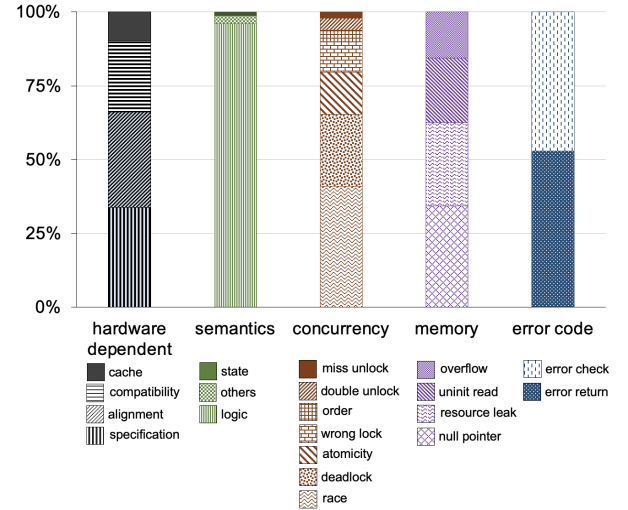 100%
75%
50%
25%
0%
hardware dependent
semantics
concurrency
memory
error code
cache
compatibility
alignment
specification
state
others
logic
miss unlock
double unlock
order
wrong lock
atomicity
deadlock
race
overflow
uninit read
resource leak
null pointer
error check
error return